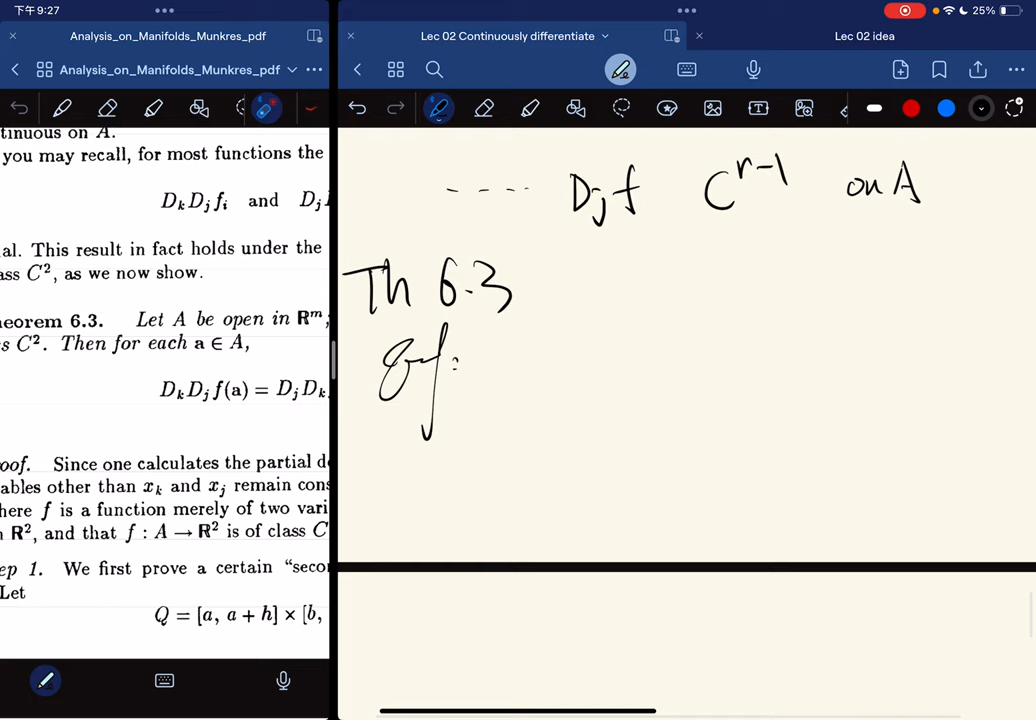 下午9:27
25%
Analysis_on_Manifolds_Munkres_pdf
Lec 02 Continuously differentiate
Lec 02 idea
Analysis_on_Manifolds_Munkres_pdf
tinuous on A.
you may recall, for most functions the
DₖDⱼfᵢ and Dⱼ
al. This result in fact holds under the
ass C², as we now show.
eorem 6.3. Let A be open in Rᵐ;
s C². Then for each a ∈ A,
DₖDⱼf(a) = DⱼDₖ
oof. Since one calculates the partial d
ables other than xₖ and xⱼ remain cons
here f is a function merely of two vari
n R², and that f : A → R² is of class C
ep 1. We first prove a certain "seco
Let
Q = [a, a + h] × [b,
---- Dⱼf Cʳ⁻¹ on A
Th 6.3